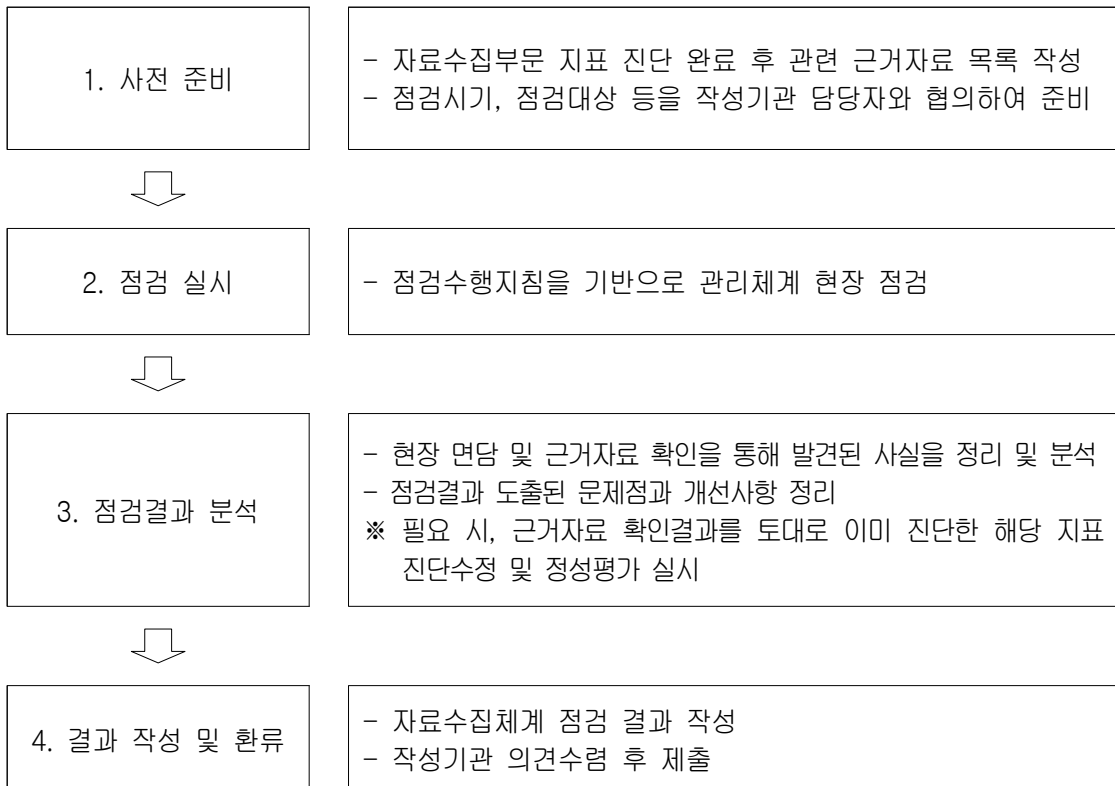 1. 사전 준비
- 자료수집부문 지표 진단 완료 후 관련 근거자료 목록 작성
- 점검시기, 점검대상 등을 작성기관 담당자와 협의하여 준비
2. 점검 실시
- 점검수행지침을 기반으로 관리체계 현장 점검
3. 점검결과 분석
- 현장 면담 및 근거자료 확인을 통해 발견된 사실을 정리 및 분석
- 점검결과 도출된 문제점과 개선사항 정리
※ 필요 시, 근거자료 확인결과를 토대로 이미 진단한 해당 지표
진단수정 및 정성평가 실시
4. 결과 작성 및 환류
- 자료수집체계 점검 결과 작성
- 작성기관 의견수렴 후 제출